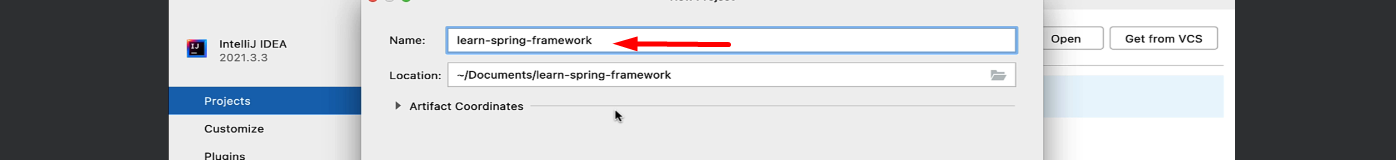 IntelliJ IDEA
2021.3.3
Projects
Customize
Plugins
Name: learn-spring-framework
Location: ~/Documents/learn-spring-framework
Artifact Coordinates
Open Get from VCS